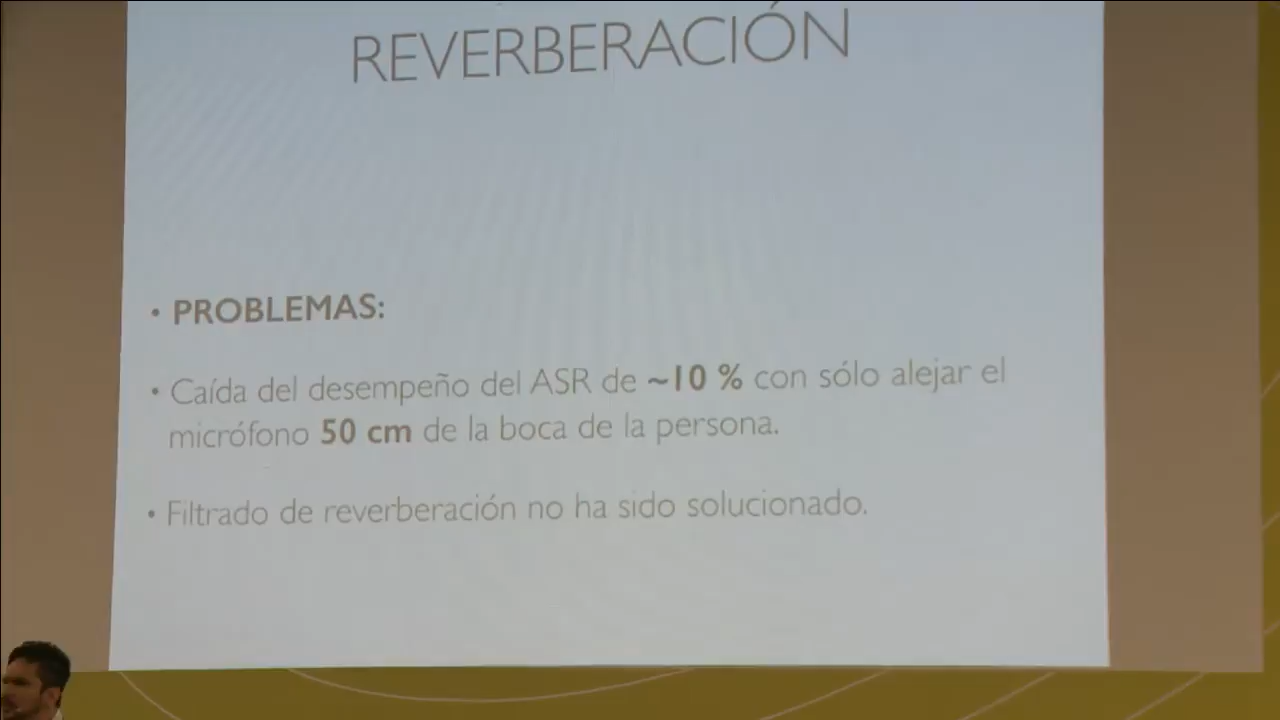 REVERBERACIÓN
• PROBLEMAS:
• Caída del desempeño del ASR de ~10 % con sólo alejar el
micrófono 50 cm de la boca de la persona.
• Filtrado de reverberación no ha sido solucionado.